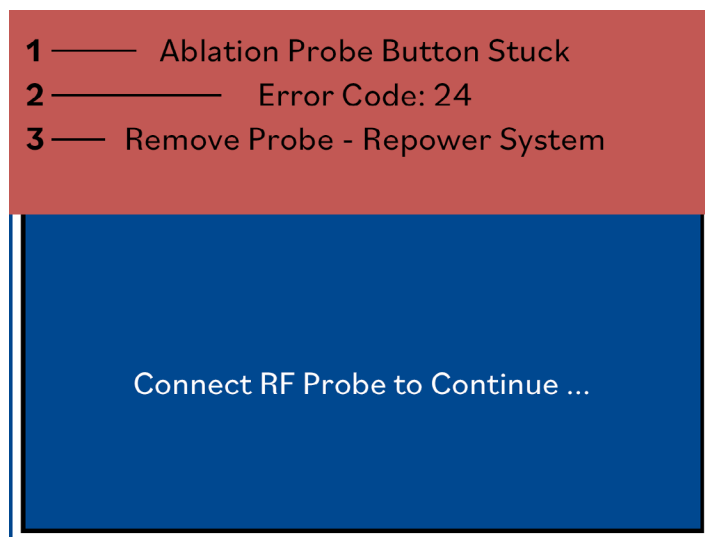 1 Ablation Probe Button Stuck
2 Error Code: 24
3 Remove Probe - Repower System
Connect RF Probe to Continue ...